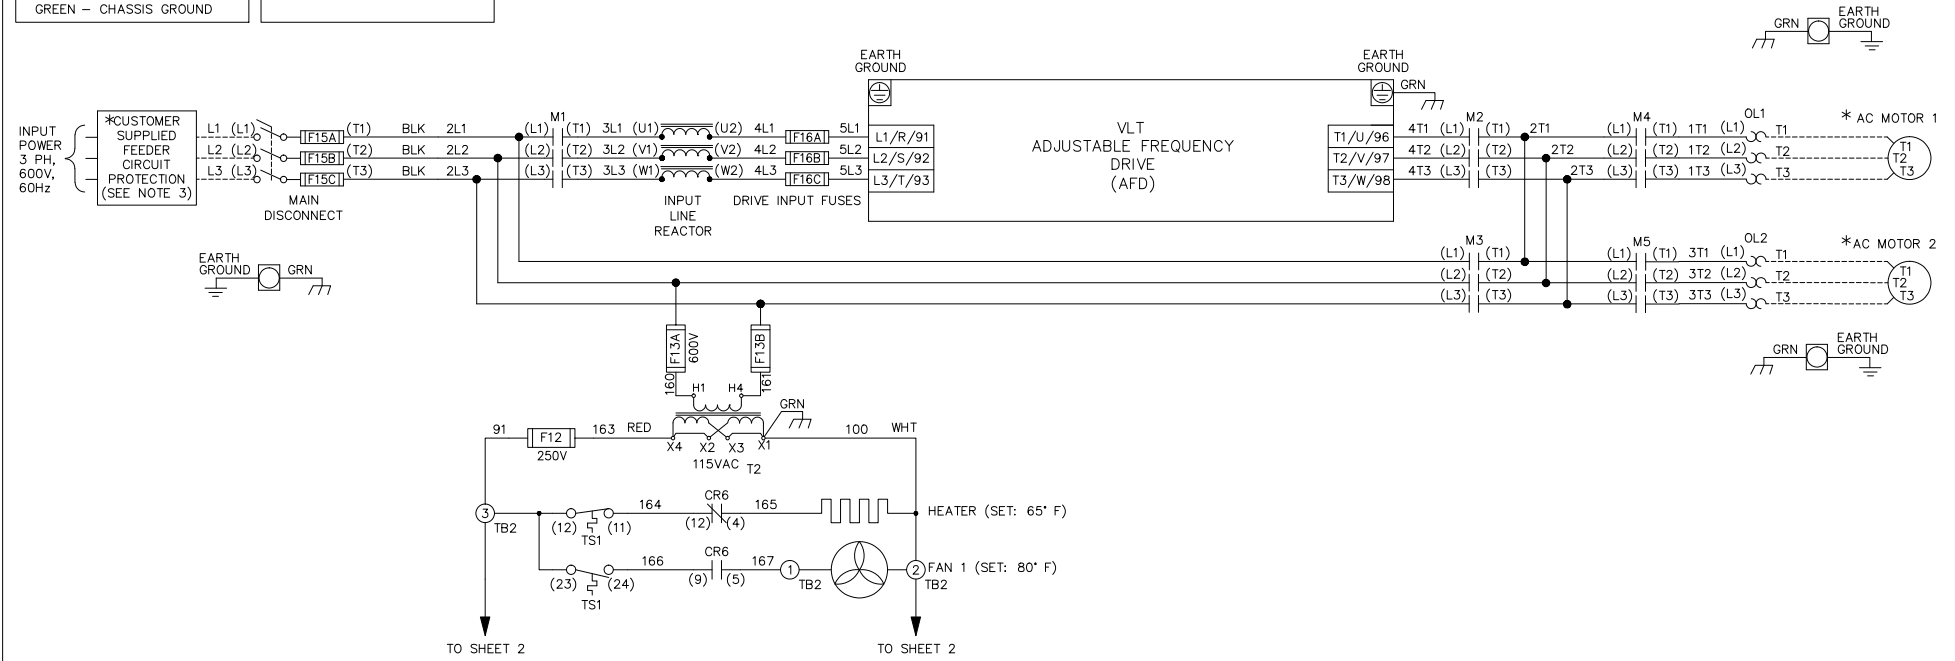 GREEN – CHASSIS GROUND
GRN
EARTH
GROUND
EARTH
GROUND
EARTH
GROUND
GRN
INPUT
POWER
3 PH,
600V,
60Hz
*CUSTOMER
SUPPLIED
FEEDER
CIRCUIT
PROTECTION
(SEE NOTE 3)
L1 (L1) F15A (T1) BLK 2L1 (L1) M1 (T1) 3L1 (U1) (U2) 4L1 F16A 5L1 L1/R/91
L2 (L2) F15B (T2) BLK 2L2 (L2) (T2) 3L2 (V1) (V2) 4L2 F16B 5L2 L2/S/92
L3 (L3) F15C (T3) BLK 2L3 (L3) (T3) 3L3 (W1) (W2) 4L3 F16C 5L3 L3/T/93
MAIN
DISCONNECT
INPUT
LINE
REACTOR
DRIVE INPUT FUSES
VLT
ADJUSTABLE FREQUENCY
DRIVE
(AFD)
T1/U/96 4T1 (L1) M2 (T1) 2T1 (L1) M4 (T1) 1T1 (L1) OL1 T1
T2/V/97 4T2 (L2) (T2) 2T2 (L2) (T2) 1T2 (L2) T2
T3/W/98 4T3 (L3) (T3) 2T3 (L3) (T3) 1T3 (L3) T3
* AC MOTOR 1
T1
T2
T3
(L1) M3 (T1) (L1) M5 (T1) 3T1 (L1) OL2 T1
(L2) (T2) (L2) (T2) 3T2 (L2) T2
(L3) (T3) (L3) (T3) 3T3 (L3) T3
*AC MOTOR 2
T1
T2
T3
EARTH
GROUND
GRN
GRN
EARTH
GROUND
F13A
600V
F13B
160
161
H1 H4
GRN
91 F12 163 RED
250V
X4 X2 X3 X1
100 WHT
115VAC T2
3
TB2
(12) (11) 164 CR6 165
TS1
(12) (4)
HEATER (SET: 65° F)
(23) (24) 166 CR6 167
TS1
(9) (5)
1
TB2
2
TB2
FAN 1 (SET: 80° F)
TO SHEET 2
TO SHEET 2